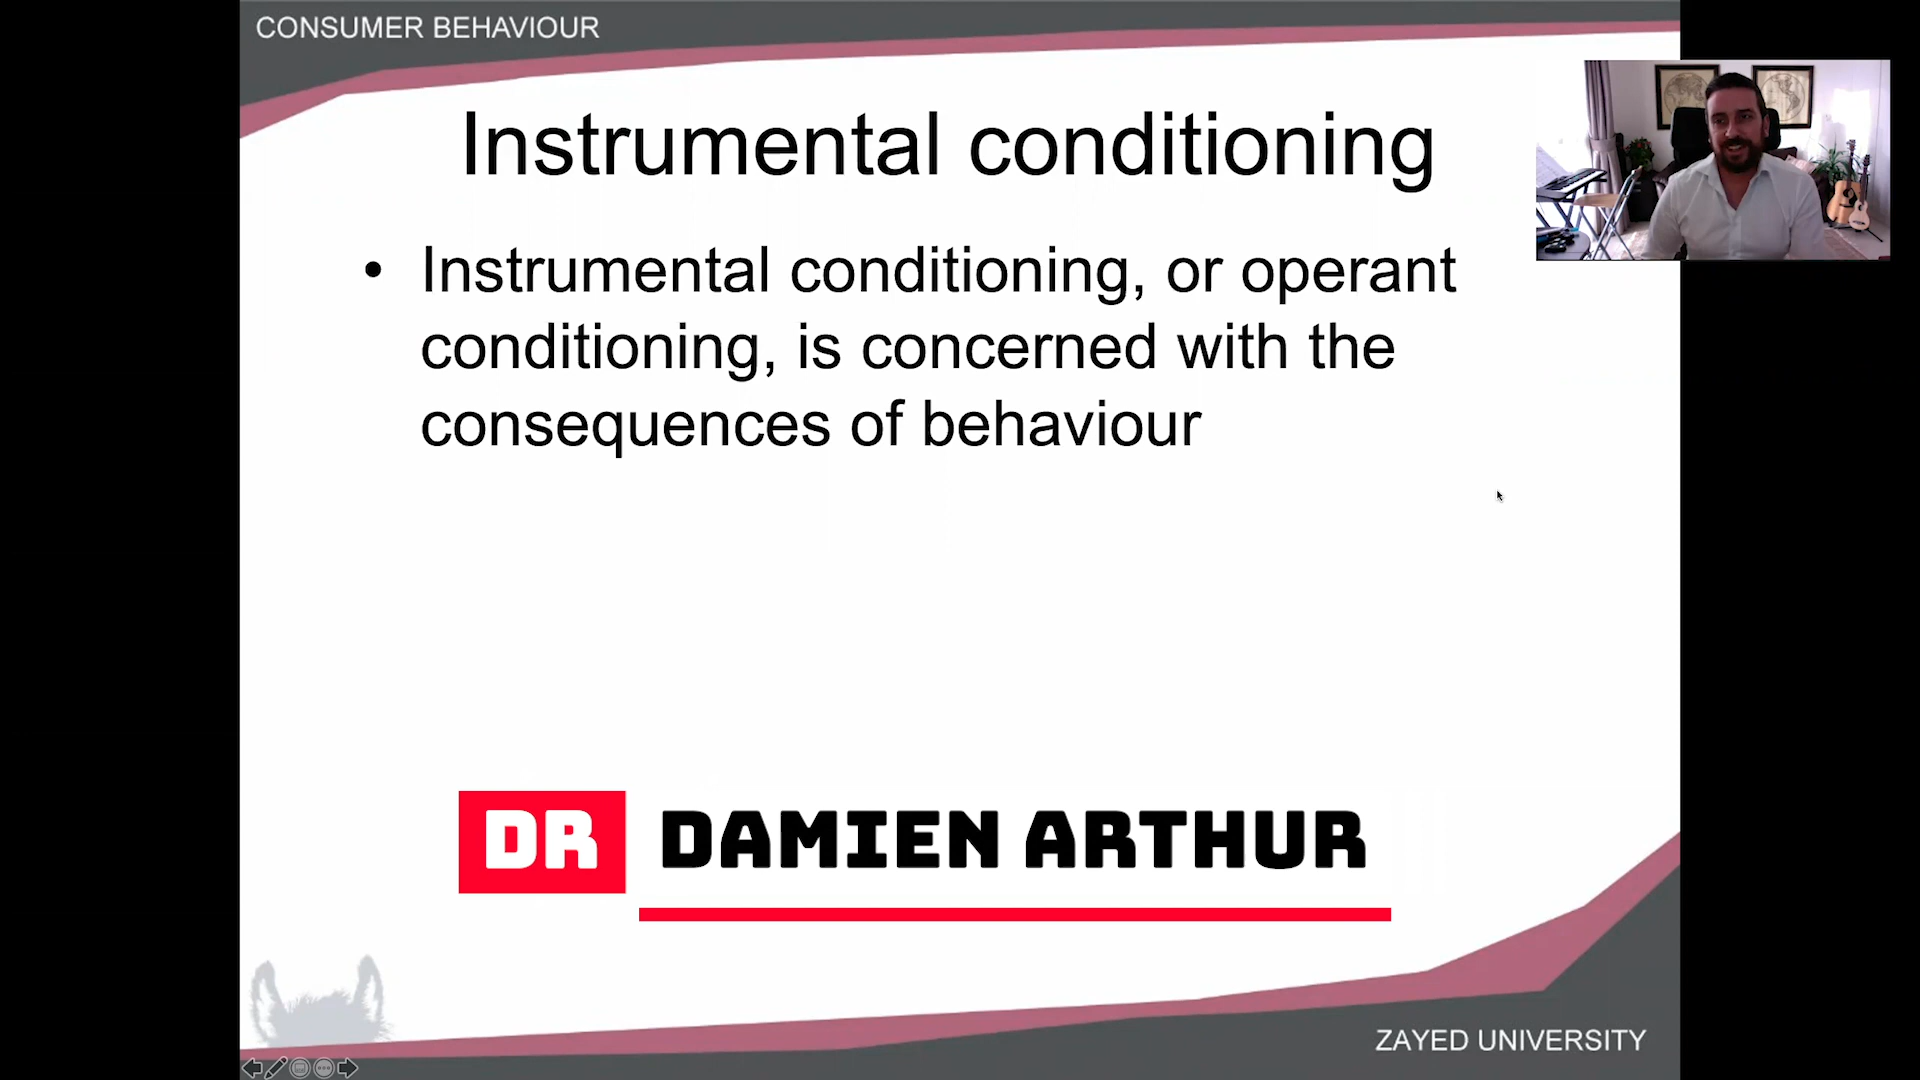 CONSUMER BEHAVIOUR
Instrumental conditioning
• Instrumental conditioning, or operant
conditioning, is concerned with the
consequences of behaviour
DR DAMIEN ARTHUR
ZAYED UNIVERSITY